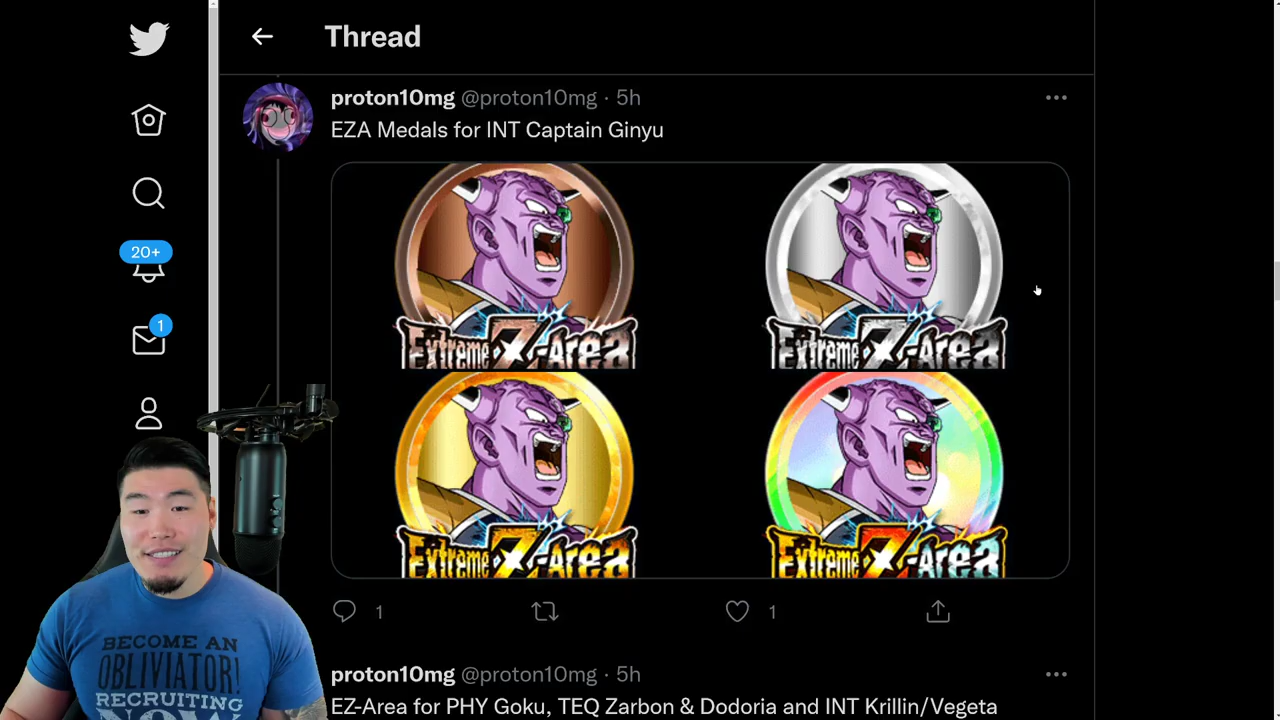 Thread
proton10mg @proton10mg · 5h
EZA Medals for INT Captain Ginyu
Extreme Z-Area
Extreme Z-Area
20+
1
Extreme Z-Area
Extreme Z-Area
1
1
proton10mg @proton10mg · 5h
EZ-Area for PHY Goku, TEQ Zarbon & Dodoria and INT Krillin/Vegeta
BECOME AN
OBLIVIATOR!
RECRUITING
NOW